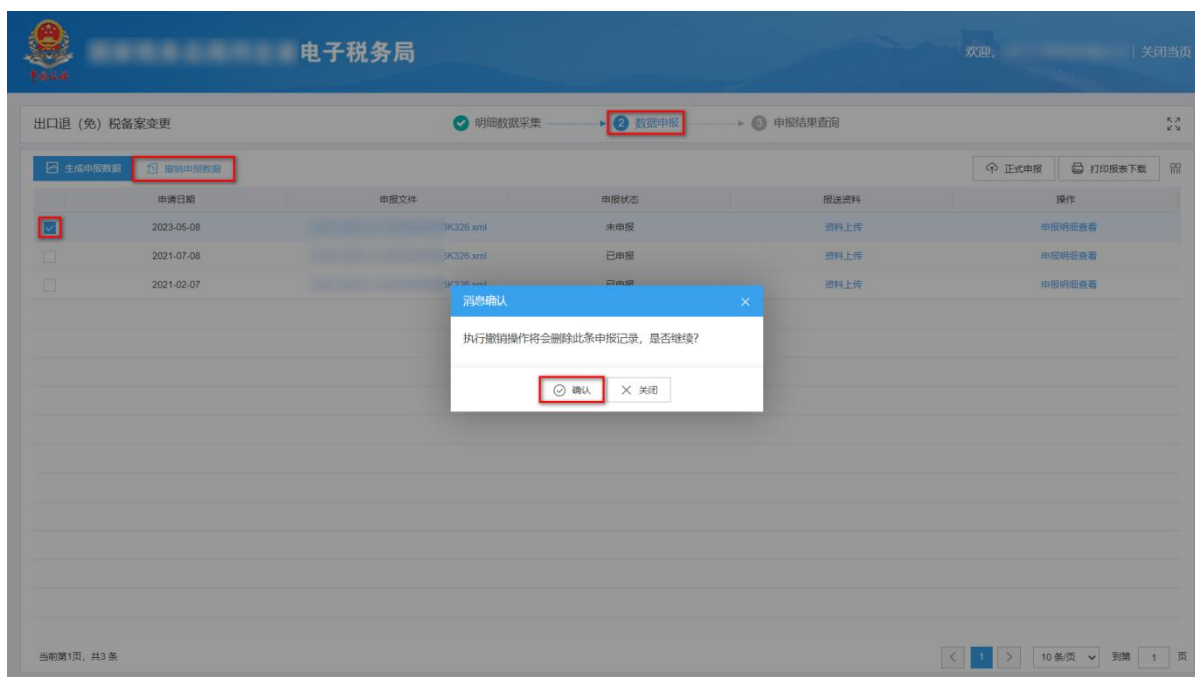 电子税务局
欢迎,
关闭当页
出口退（免）税备案变更
明细数据采集
2 数据申报
3 申报结果查询
生成申报数据
撤销申报数据
正式申报
打印报表下载
申请日期 申报文件 申报状态 报送资料 操作
2023-05-08 3K326.xml 未申报 资料上传 申报明细查看
2021-07-08 3K326.xml 已申报 资料上传 申报明细查看
2021-02-07 已申报 资料上传 申报明细查看
消息确认
执行撤销操作将会删除此条申报记录，是否继续？
确认
关闭
当前第1页，共3 条
1
10 条/页
到第 1 页